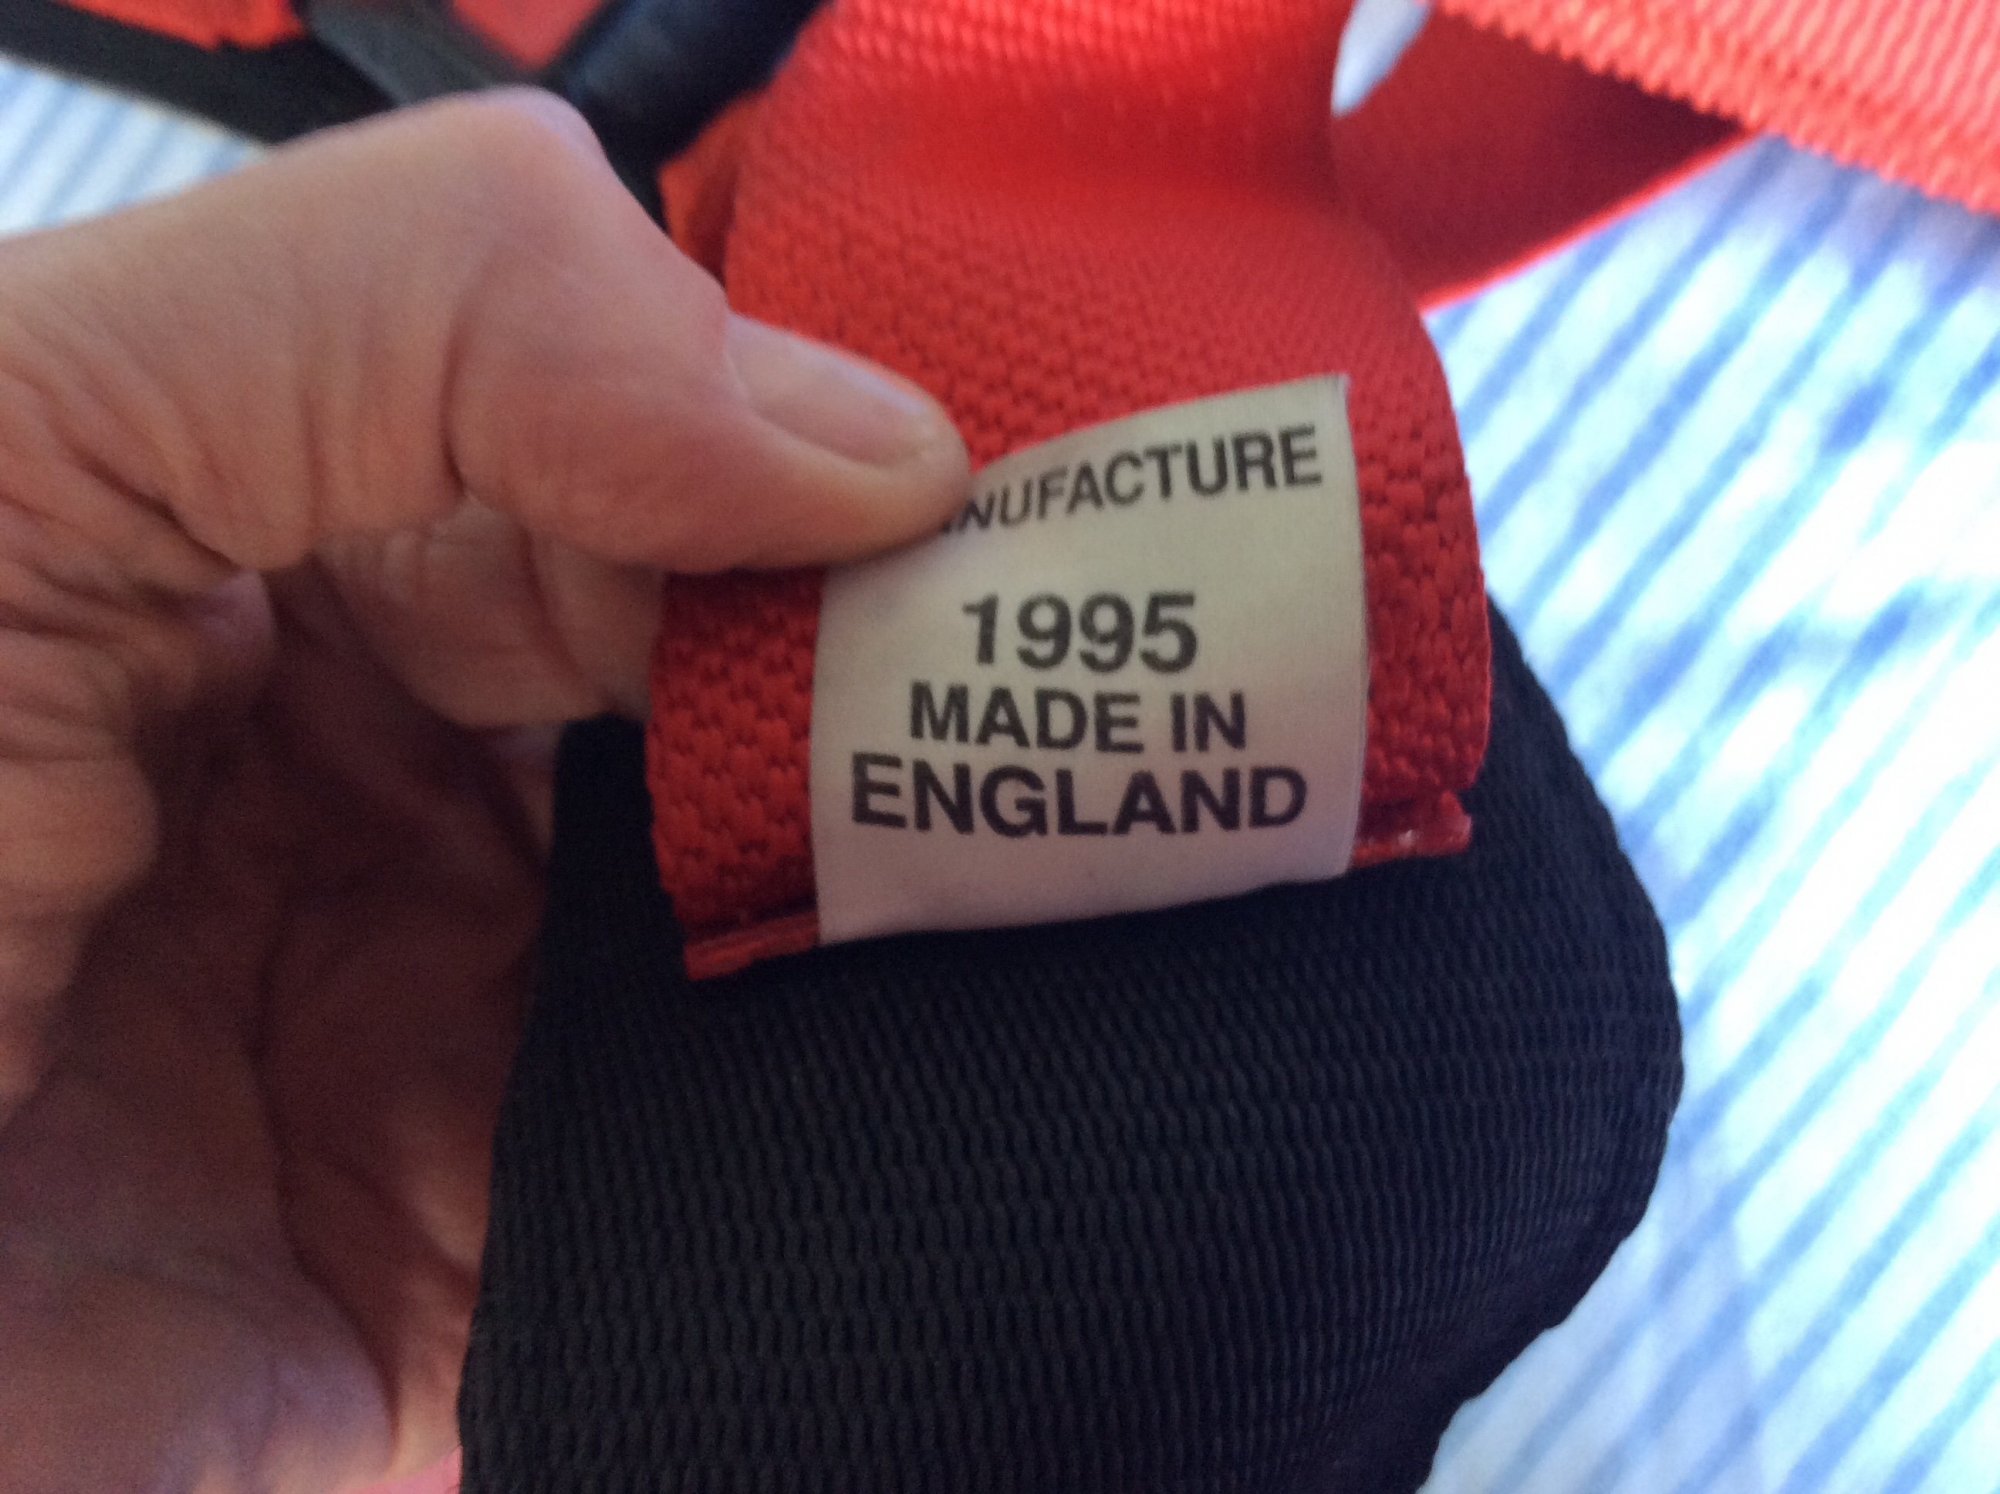 NUFACTURE
1995
MADE IN
ENGLAND